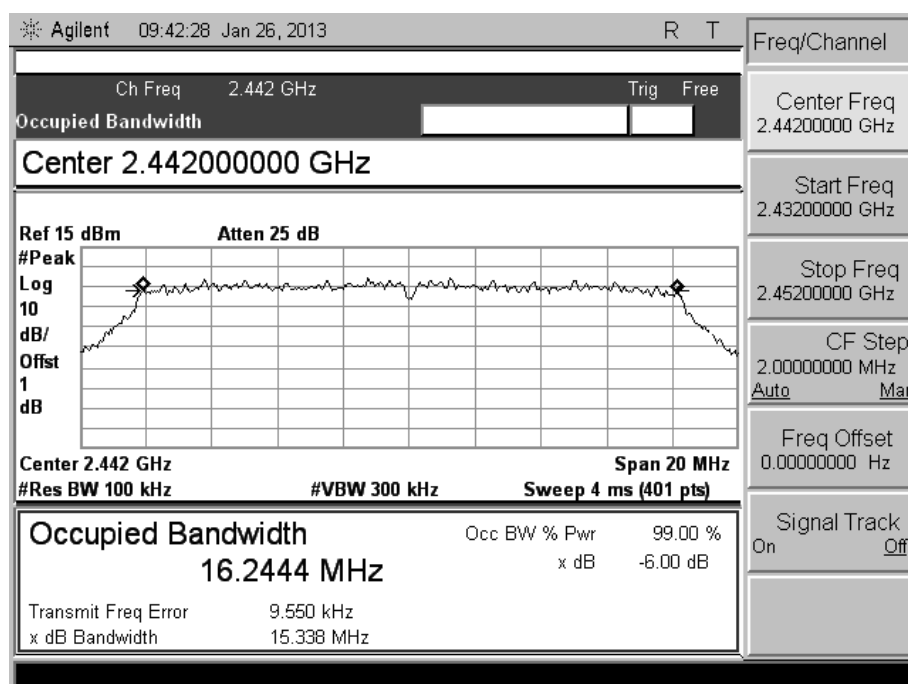 Agilent 09:42:28 Jan 26, 2013 R T
Freq/Channel
Ch Freq 2.442 GHz Trig Free
Occupied Bandwidth
Center 2.442000000 GHz
Center Freq
2.44200000 GHz
Start Freq
2.43200000 GHz
Stop Freq
2.45200000 GHz
CF Step
2.00000000 MHz
Auto Mar
Freq Offset
0.00000000 Hz
Signal Track
On Off
Ref 15 dBm Atten 25 dB
#Peak
Log
10
dB/
Offst
1
dB
Center 2.442 GHz Span 20 MHz
#Res BW 100 kHz #VBW 300 kHz Sweep 4 ms (401 pts)
Occupied Bandwidth
16.2444 MHz
Occ BW % Pwr 99.00 %
x dB -6.00 dB
Transmit Freq Error 9.550 kHz
x dB Bandwidth 15.338 MHz